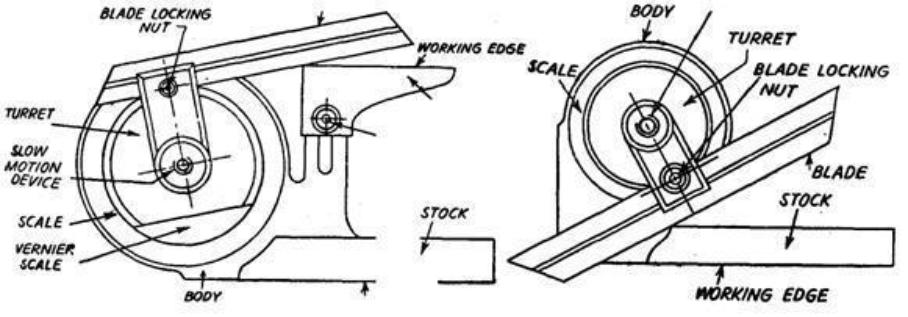 BLADE LOCKING
NUT
WORKING EDGE
TURRET
SLOW
MOTION
DEVICE
SCALE
VERNIER
SCALE
BODY
STOCK
BODY
TURRET
SCALE
BLADE LOCKING
NUT
BLADE
STOCK
WORKING EDGE